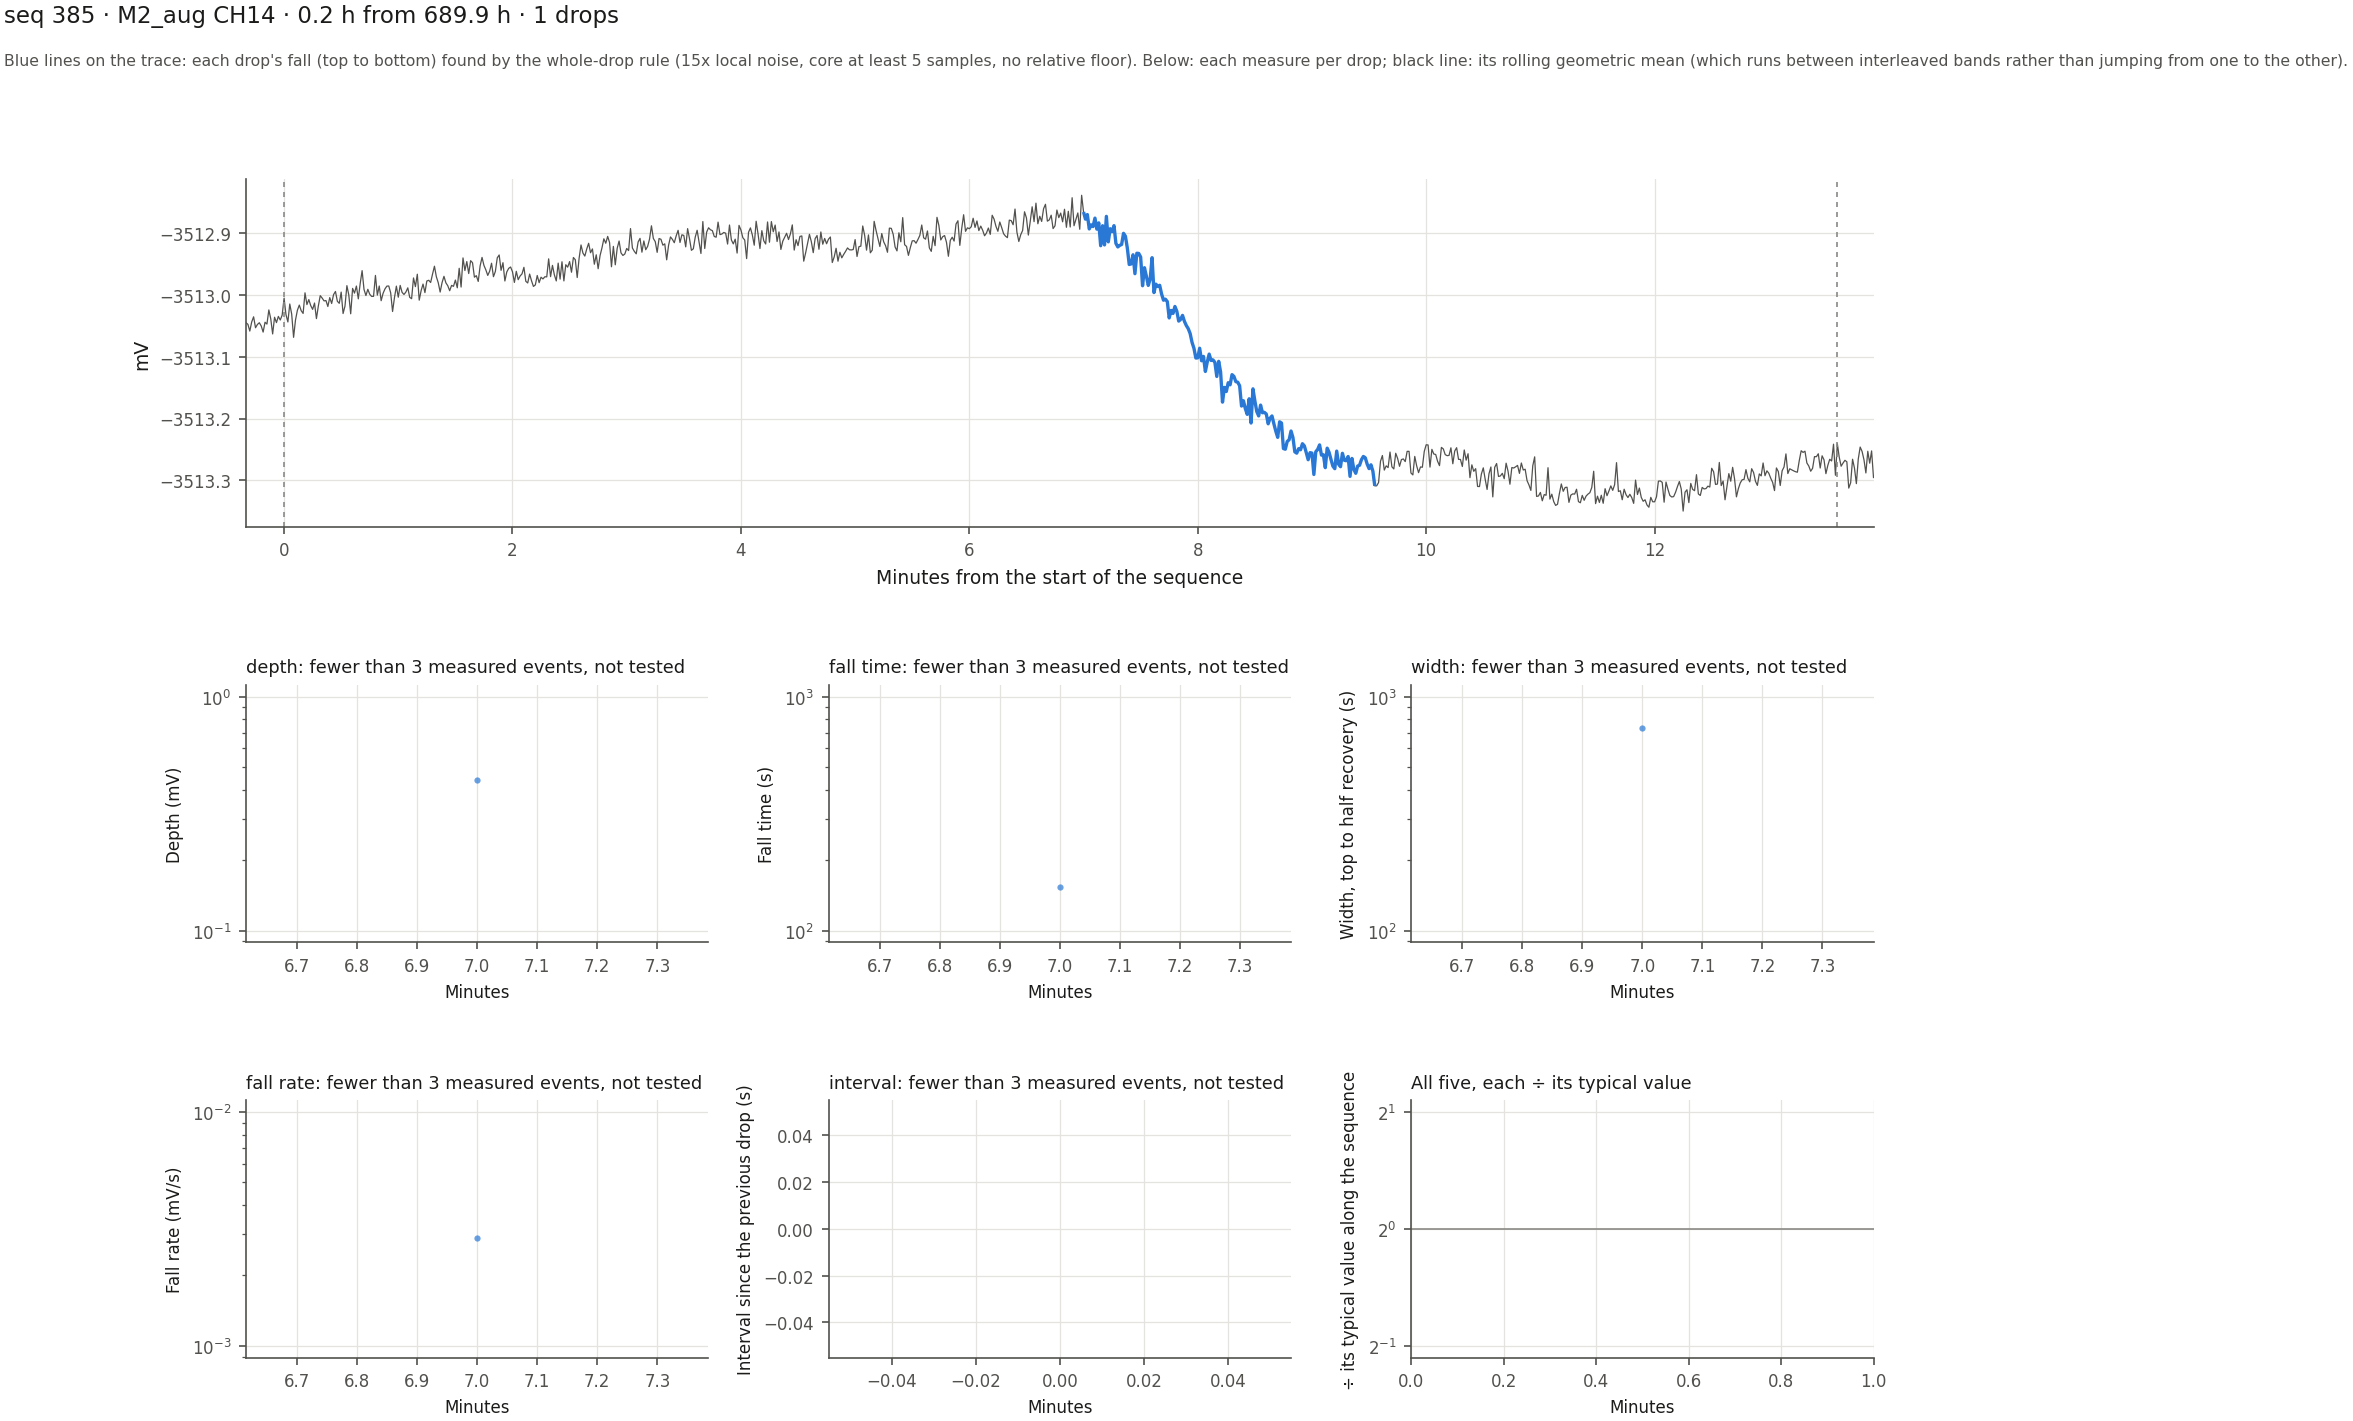 seq 385 · M2_aug CH14 · 0.2 h from 689.9 h · 1 drops
Blue lines on the trace: each drop's fall (top to bottom) found by the whole-drop rule (15x local noise, core at least 5 samples, no relative floor). Below: each measure per drop; black line: its rolling geometric mean (which runs between interleaved bands rather than jumping from one to the other).
mV
−3512.9
−3513.0
−3513.1
−3513.2
−3513.3
0 2 4 6 8 10 12
Minutes from the start of the sequence
depth: fewer than 3 measured events, not tested
Depth (mV)
10⁰
10⁻¹
6.7 6.8 6.9 7.0 7.1 7.2 7.3
Minutes
fall time: fewer than 3 measured events, not tested
Fall time (s)
10³
10²
6.7 6.8 6.9 7.0 7.1 7.2 7.3
Minutes
width: fewer than 3 measured events, not tested
Width, top to half recovery (s)
10³
10²
6.7 6.8 6.9 7.0 7.1 7.2 7.3
Minutes
fall rate: fewer than 3 measured events, not tested
Fall rate (mV/s)
10⁻²
10⁻³
6.7 6.8 6.9 7.0 7.1 7.2 7.3
Minutes
interval: fewer than 3 measured events, not tested
Interval since the previous drop (s)
0.04
0.02
0.00
−0.02
−0.04
−0.04 −0.02 0.00 0.02 0.04
Minutes
All five, each ÷ its typical value
÷ its typical value along the sequence
2¹
2⁰
2⁻¹
0.0 0.2 0.4 0.6 0.8 1.0
Minutes